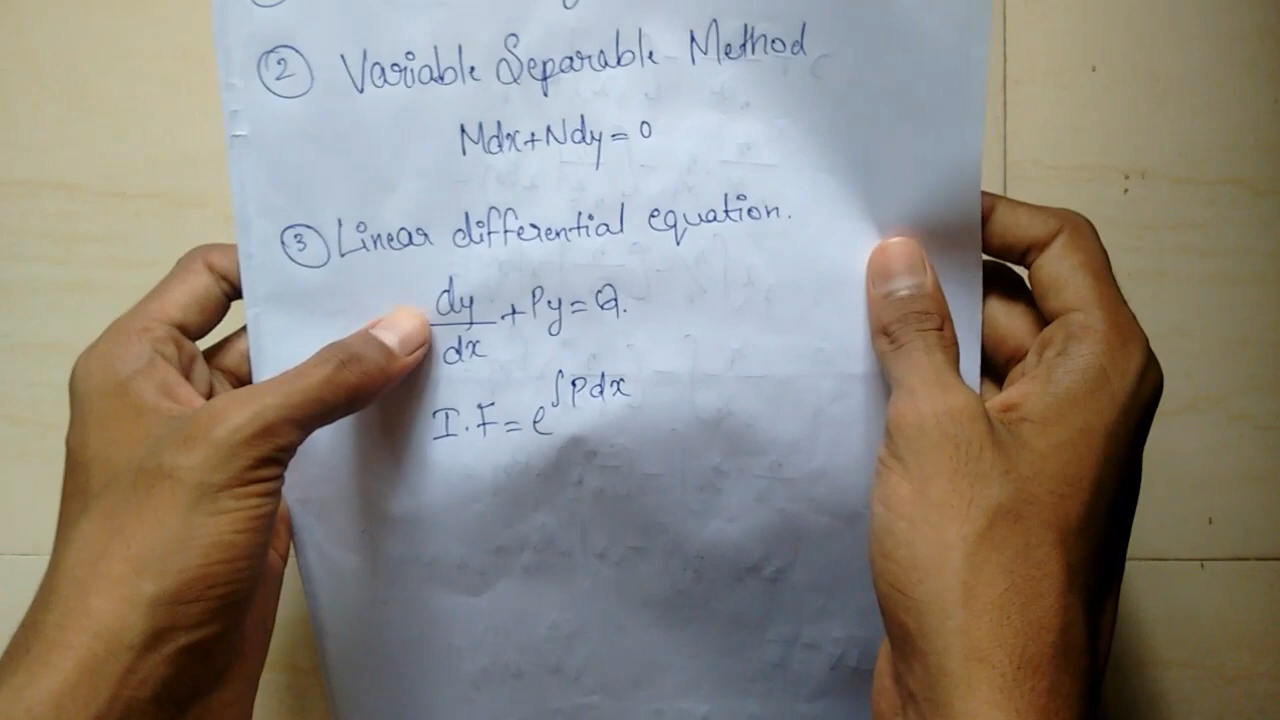 ② Variable Separable Method
Mdx+Ndy=0
③ Linear differential equation.
dy/dx + Py = Q.
I.F = e^∫Pdx